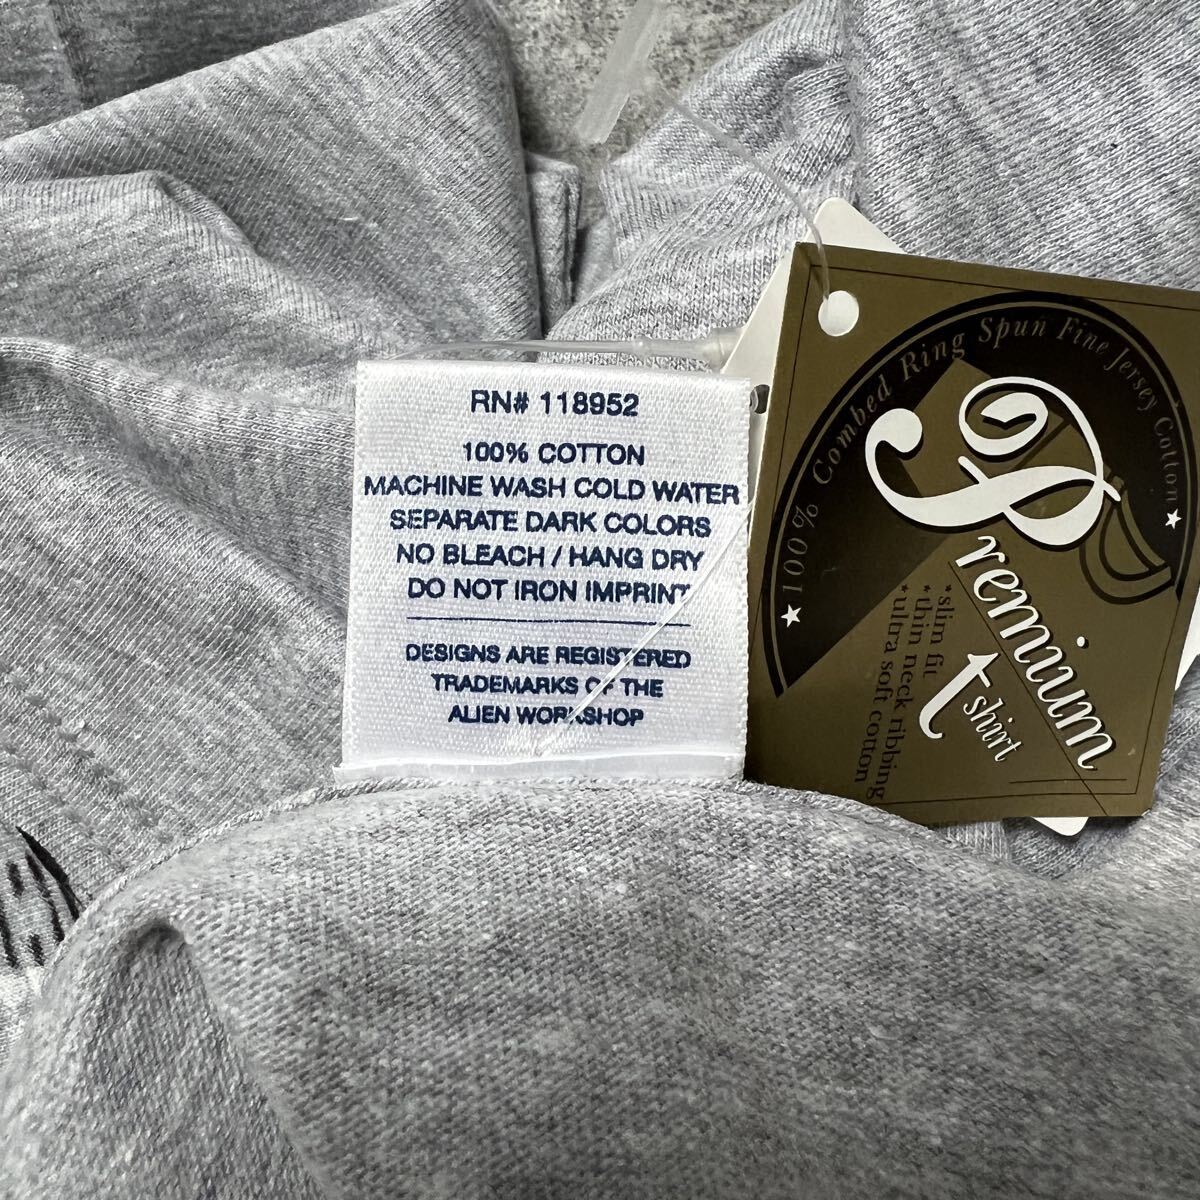 RN# 118952
100% COTTON
MACHINE WASH COLD WATER
SEPARATE DARK COLORS
NO BLEACH / HANG DRY
DO NOT IRON IMPRINT
DESIGNS ARE REGISTERED
TRADEMARKS OF THE
ALIEN WORKSHOP
★100% Combed Ring Spun Fine Jersey Cotton★
Premium
t shirt
*slim fit
*thin neck ribbing
*ultra soft cotton